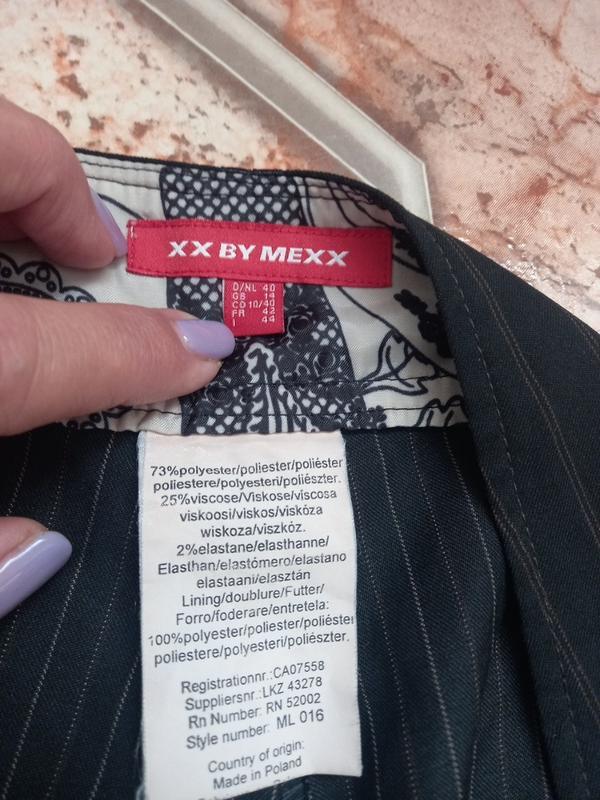 XX BY MEXX
D/NL 40
GB 14
CD 10/40
FR 42
I 44
73%polyester/poliester/poliéster
poliestere/polyesteri/poliészter.
25%viscose/Viskose/viscosa
viskoosi/viskos/viskóza
wiskoza/viszkóz.
2%elastane/elasthanne/
Elasthan/elastómero/elastano
elastaani/elasztán
Lining/doublure/Futter/
Forro/foderare/entretela:
100%polyester/poliester/poliéster
poliestere/polyesteri/poliészter.
Registrationnr.:CA07558
Suppliersnr.:LKZ 43278
Rn Number: RN 52002
Style number: ML 016
Country of origin:
Made in Poland